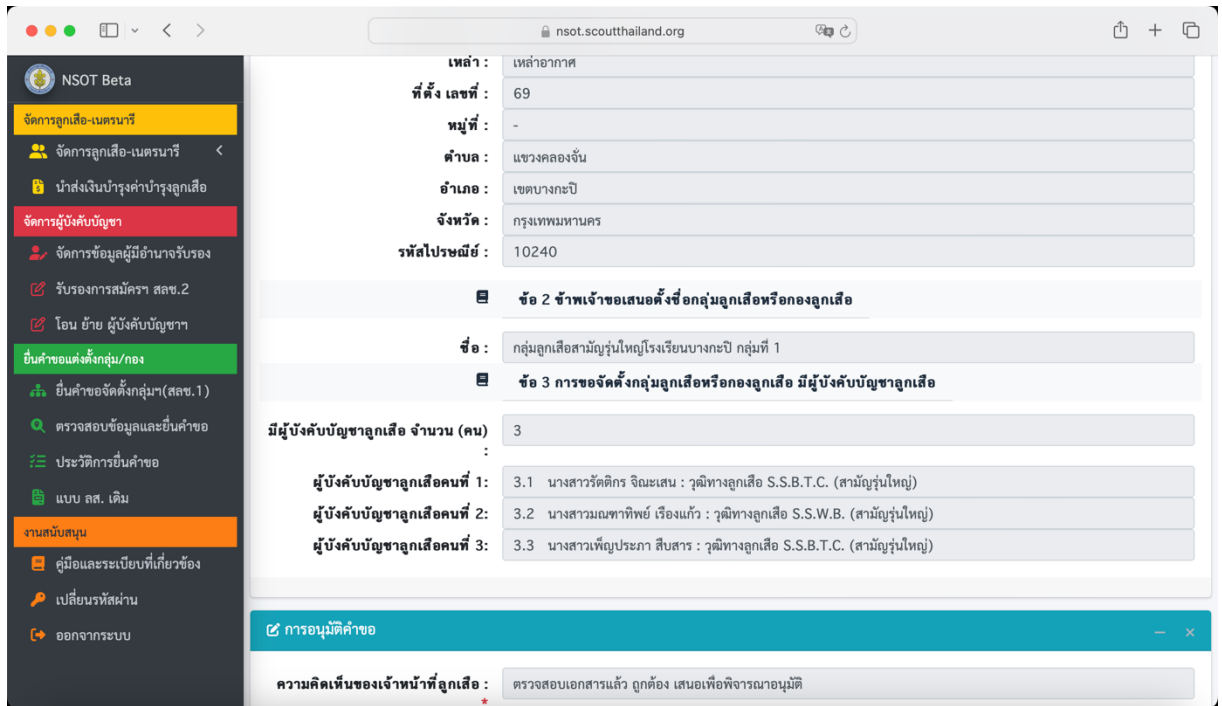 nsot.scoutthailand.org
NSOT Beta
จัดการลูกเสือ-เนตรนารี
จัดการลูกเสือ-เนตรนารี
นำส่งเงินบำรุงค่าบำรุงลูกเสือ
จัดการผู้บังคับบัญชา
จัดการข้อมูลผู้มีอำนาจรับรอง
รับรองการสมัครฯ สลช.2
โอน ย้าย ผู้บังคับบัญชาฯ
ยื่นคำขอแต่งตั้งกลุ่ม/กอง
ยื่นคำขอจัดตั้งกลุ่มฯ(สลช.1)
ตรวจสอบข้อมูลและยื่นคำขอ
ประวัติการยื่นคำขอ
แบบ ลส. เดิม
งานสนับสนุน
คู่มือและระเบียบที่เกี่ยวข้อง
เปลี่ยนรหัสผ่าน
ออกจากระบบ
เหล่า : เหล่าอากาศ
ที่ตั้ง เลขที่ : 69
หมู่ที่ : -
ตำบล : แขวงคลองจั่น
อำเภอ : เขตบางกะปิ
จังหวัด : กรุงเทพมหานคร
รหัสไปรษณีย์ : 10240
ข้อ 2 ข้าพเจ้าขอเสนอตั้งชื่อกลุ่มลูกเสือหรือกองลูกเสือ
ชื่อ : กลุ่มลูกเสือสามัญรุ่นใหญ่โรงเรียนบางกะปิ กลุ่มที่ 1
ข้อ 3 การขอจัดตั้งกลุ่มลูกเสือหรือกองลูกเสือ มีผู้บังคับบัญชาลูกเสือ
มีผู้บังคับบัญชาลูกเสือ จำนวน (คน) : 3
ผู้บังคับบัญชาลูกเสือคนที่ 1: 3.1 นางสาวรัตติกร จิณะเสน : วุฒิทางลูกเสือ S.S.B.T.C. (สามัญรุ่นใหญ่)
ผู้บังคับบัญชาลูกเสือคนที่ 2: 3.2 นางสาวมณฑาทิพย์ เรืองแก้ว : วุฒิทางลูกเสือ S.S.W.B. (สามัญรุ่นใหญ่)
ผู้บังคับบัญชาลูกเสือคนที่ 3: 3.3 นางสาวเพ็ญประภา สืบสาร : วุฒิทางลูกเสือ S.S.B.T.C. (สามัญรุ่นใหญ่)
การอนุมัติคำขอ
ความคิดเห็นของเจ้าหน้าที่ลูกเสือ : * ตรวจสอบเอกสารแล้ว ถูกต้อง เสนอเพื่อพิจารณาอนุมัติ